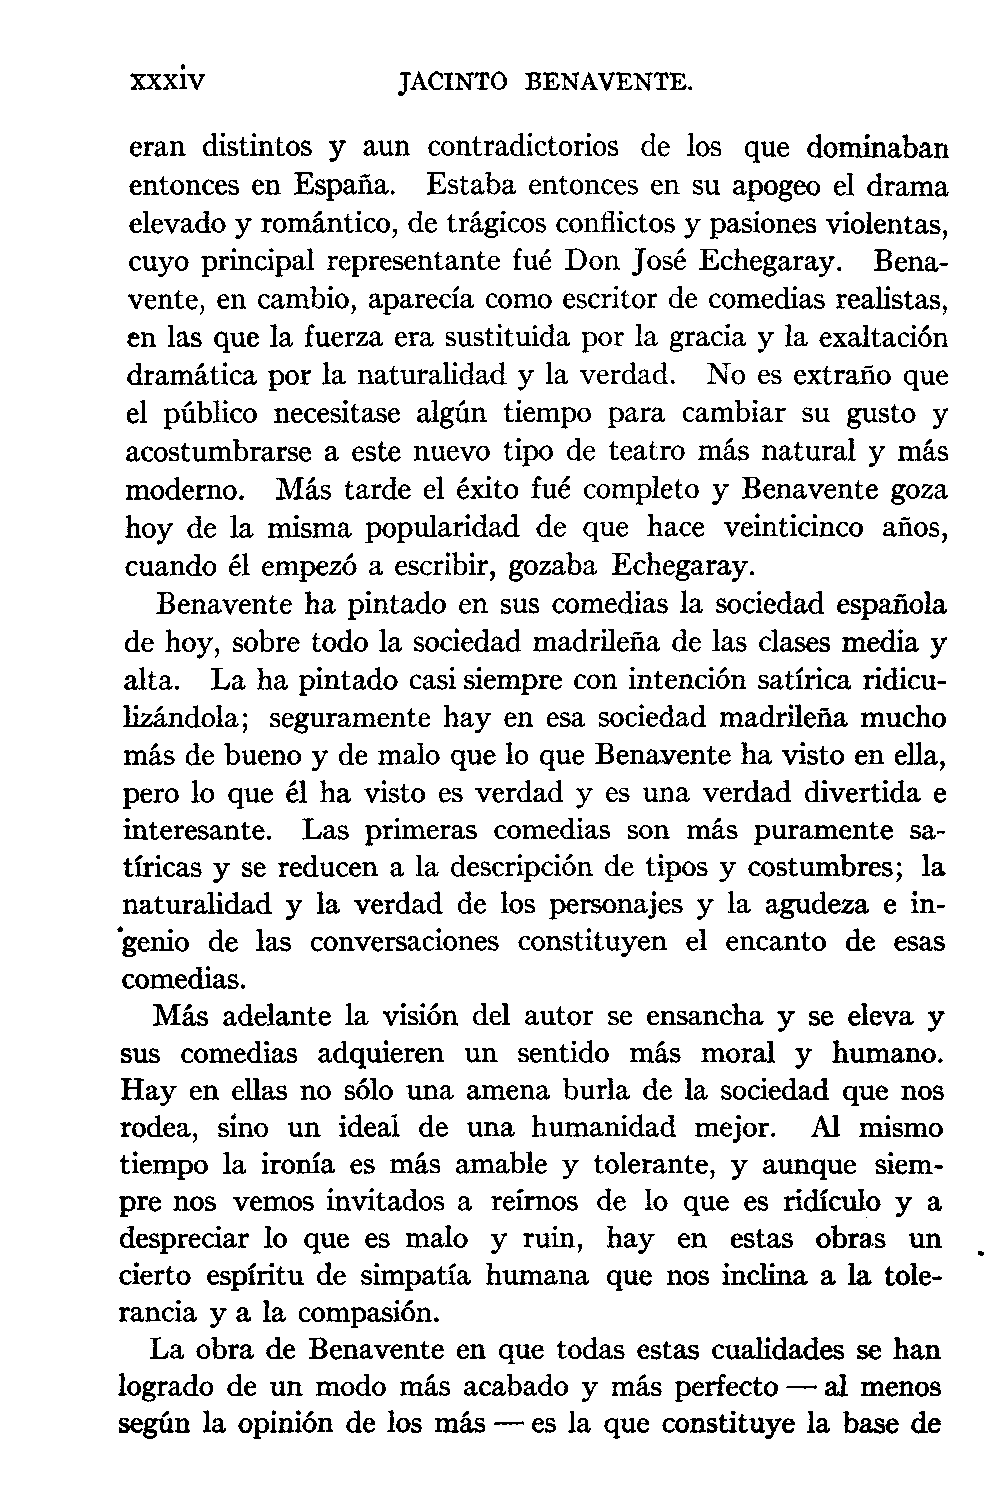 xxxiv JACINTO BENAVENTE.
eran distintos y aun contradictorios de los que dominaban
entonces en España. Estaba entonces en su apogeo el drama
elevado y romántico, de trágicos conflictos y pasiones violentas,
cuyo principal representante fué Don José Echegaray. Bena-
vente, en cambio, aparecía como escritor de comedias realistas,
en las que la fuerza era sustituida por la gracia y la exaltación
dramática por la naturalidad y la verdad. No es extraño que
el público necesitase algún tiempo para cambiar su gusto y
acostumbrarse a este nuevo tipo de teatro más natural y más
moderno. Más tarde el éxito fué completo y Benavente goza
hoy de la misma popularidad de que hace veinticinco años,
cuando él empezó a escribir, gozaba Echegaray.
Benavente ha pintado en sus comedias la sociedad española
de hoy, sobre todo la sociedad madrileña de las clases media y
alta. La ha pintado casi siempre con intención satírica ridicu-
lizándola; seguramente hay en esa sociedad madrileña mucho
más de bueno y de malo que lo que Benavente ha visto en ella,
pero lo que él ha visto es verdad y es una verdad divertida e
interesante. Las primeras comedias son más puramente sa-
tíricas y se reducen a la descripción de tipos y costumbres; la
naturalidad y la verdad de los personajes y la agudeza e in-
genio de las conversaciones constituyen el encanto de esas
comedias.
Más adelante la visión del autor se ensancha y se eleva y
sus comedias adquieren un sentido más moral y humano.
Hay en ellas no sólo una amena burla de la sociedad que nos
rodea, sino un ideal de una humanidad mejor. Al mismo
tiempo la ironía es más amable y tolerante, y aunque siem-
pre nos vemos invitados a reírnos de lo que es ridículo y a
despreciar lo que es malo y ruin, hay en estas obras un
cierto espíritu de simpatía humana que nos inclina a la tole-
rancia y a la compasión.
La obra de Benavente en que todas estas cualidades se han
logrado de un modo más acabado y más perfecto — al menos
según la opinión de los más — es la que constituye la base de